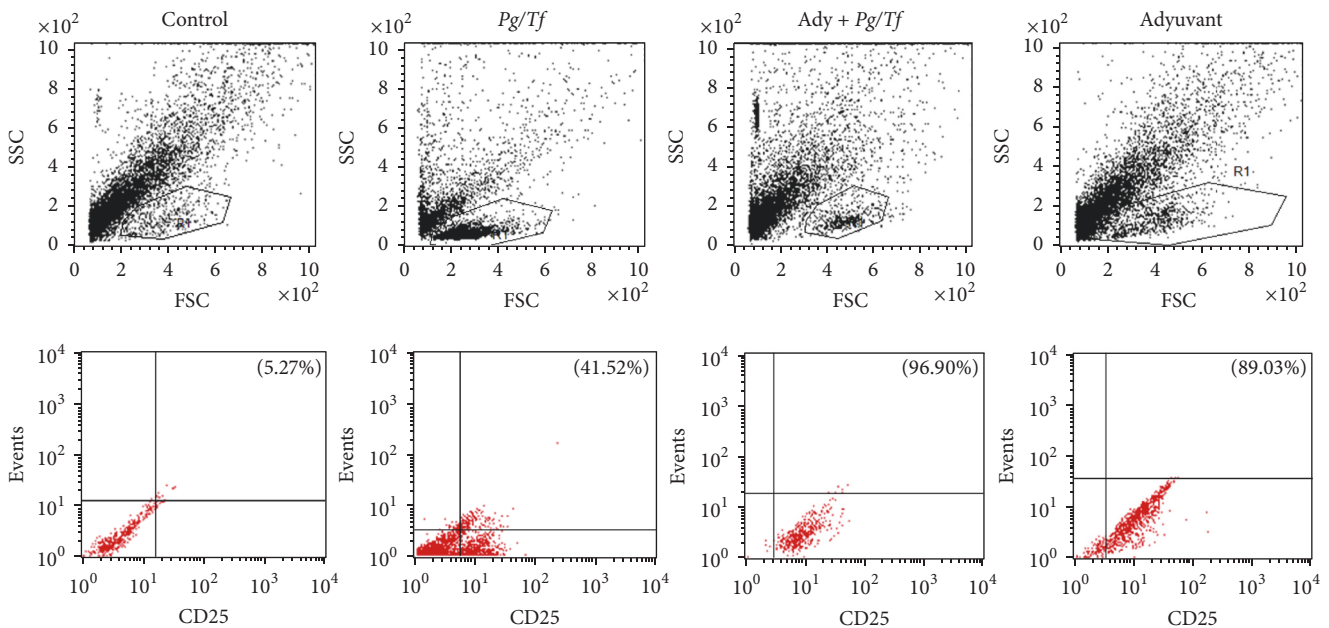 Control
×10²
10
8
6
4
2
0
SSC
R1
0 2 4 6 8 10
×10²
FSC
Pg/Tf
×10²
10
8
6
4
2
0
SSC
R1
0 2 4 6 8 10
×10²
FSC
Ady + Pg/Tf
×10²
10
8
6
4
2
0
SSC
0 2 4 6 8 10
×10²
FSC
Adyuvant
×10²
10
8
6
4
2
0
SSC
R1
0 2 4 6 8 10
×10²
FSC
(5.27%)
10⁴
10³
10²
10¹
10⁰
Events
10⁰ 10¹ 10² 10³ 10⁴
CD25
(41.52%)
10⁴
10³
10²
10¹
10⁰
Events
10⁰ 10¹ 10² 10³ 10⁴
CD25
(96.90%)
10⁴
10³
10²
10¹
10⁰
Events
10⁰ 10¹ 10² 10³ 10⁴
CD25
(89.03%)
10⁴
10³
10²
10¹
10⁰
Events
10⁰ 10¹ 10² 10³ 10⁴
CD25